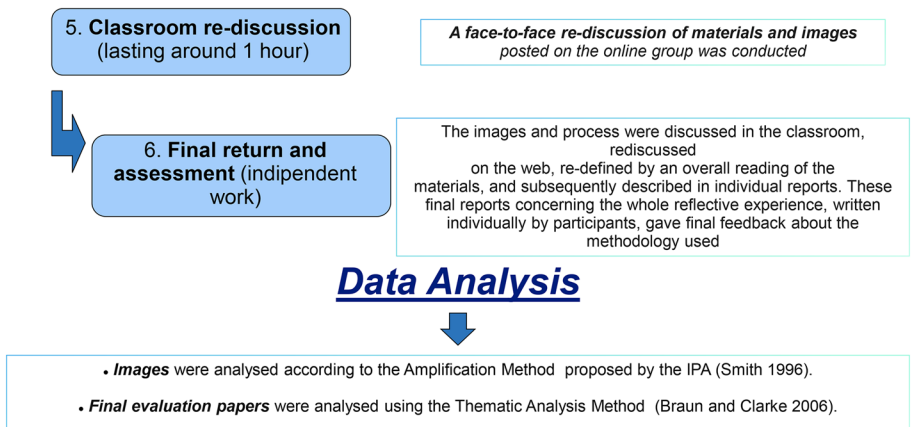 5. Classroom re-discussion
(lasting around 1 hour)
A face-to-face re-discussion of materials and images
posted on the online group was conducted
6. Final return and
assessment (indipendent
work)
The images and process were discussed in the classroom,
rediscussed
on the web, re-defined by an overall reading of the
materials, and subsequently described in individual reports. These
final reports concerning the whole reflective experience, written
individually by participants, gave final feedback about the
methodology used
Data Analysis
• Images were analysed according to the Amplification Method proposed by the IPA (Smith 1996).
• Final evaluation papers were analysed using the Thematic Analysis Method (Braun and Clarke 2006).